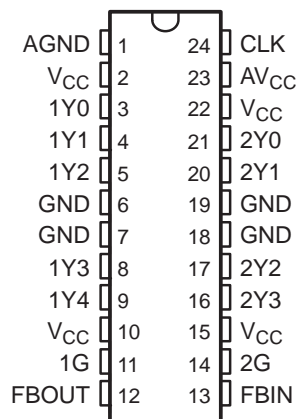 AGND 1 24 CLK
VCC 2 23 AVCC
1Y0 3 22 VCC
1Y1 4 21 2Y0
1Y2 5 20 2Y1
GND 6 19 GND
GND 7 18 GND
1Y3 8 17 2Y2
1Y4 9 16 2Y3
VCC 10 15 VCC
1G 11 14 2G
FBOUT 12 13 FBIN